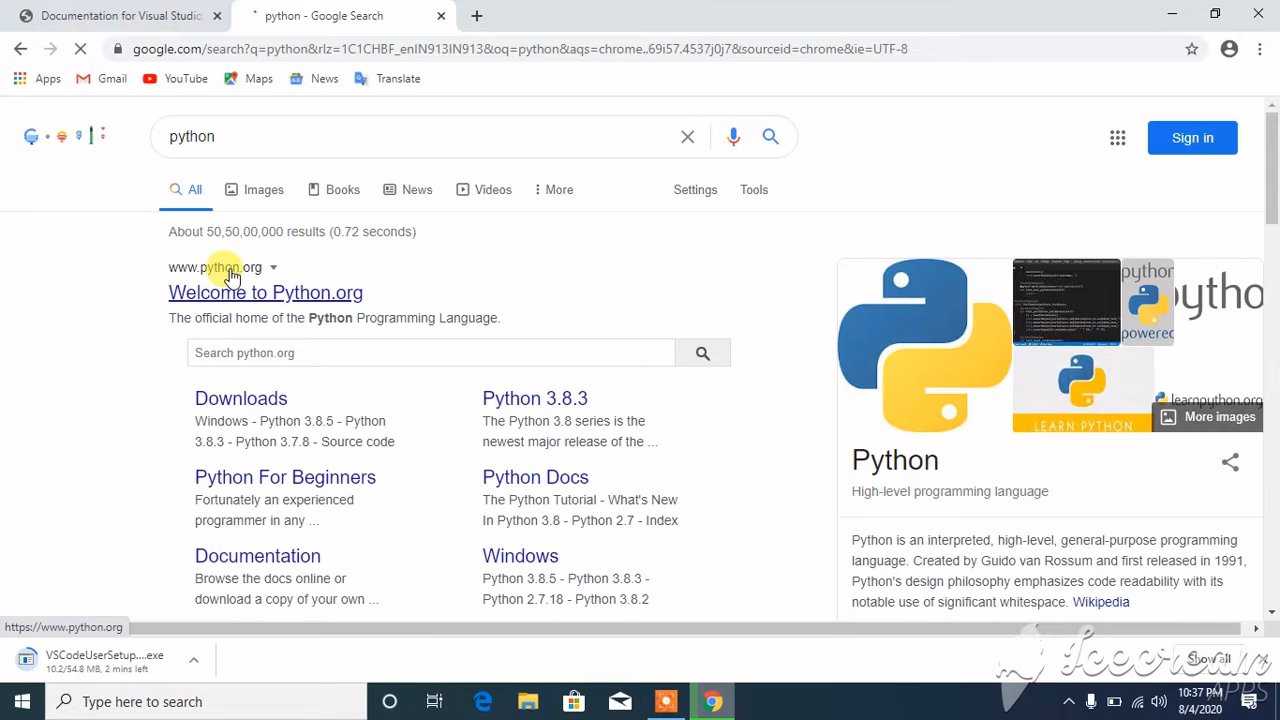 Documentation for Visual Studio
python - Google Search
google.com/search?q=python&rlz=1C1CHBF_enIN913IN913&oq=python&aqs=chrome..69i57.4537j0j7&sourceid=chrome&ie=UTF-8
Apps
Gmail
YouTube
Maps
News
Translate
python
Sign in
All
Images
Books
News
Videos
More
Settings
Tools
About 50,50,00,000 results (0.72 seconds)
www.python.org
The official home of the Python Programming Language
Search python.org
Downloads
Windows - Python 3.8.5 - Python
3.8.3 - Python 3.7.8 - Source code
Python 3.8.3
The Python 3.8 series is the
newest major release of the ...
Python For Beginners
Fortunately an experienced
programmer in any ...
Python Docs
The Python Tutorial - What's New
In Python 3.8 - Python 2.7 - Index
Documentation
Browse the docs online or
download a copy of your own ...
Windows
Python 3.8.5 - Python 3.8.3 -
Python 2.7.18 - Python 3.8.2
python
powered
LEARN PYTHON
learnpython.org
More images
Python
High-level programming language
Python is an interpreted, high-level, general-purpose programming
language. Created by Guido van Rossum and first released in 1991,
Python's design philosophy emphasizes code readability with its
notable use of significant whitespace. Wikipedia
https://www.python.org
VSCodeUserSetup....exe
10.2/54.8 MB, 2 mins left
Show all
IceCream
APPS
Type here to search
10:37 PM
8/4/2020